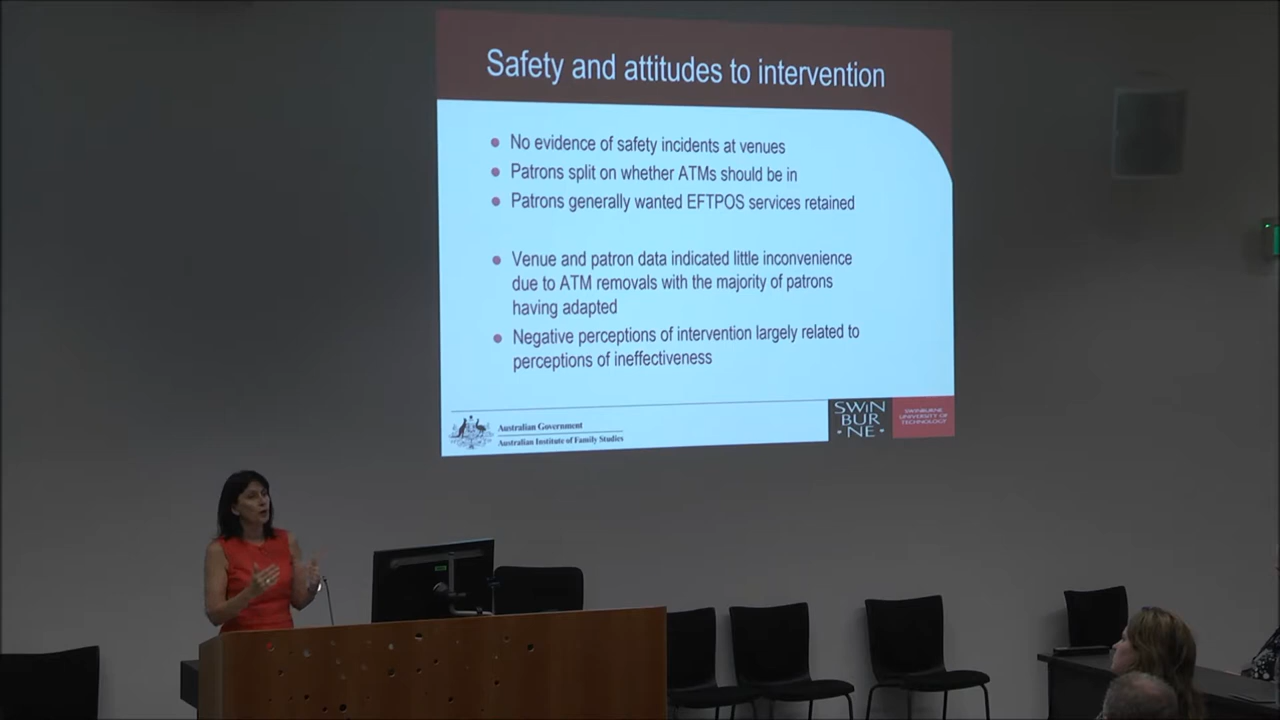 Safety and attitudes to intervention
No evidence of safety incidents at venues
Patrons split on whether ATMs should be in
Patrons generally wanted EFTPOS services retained
Venue and patron data indicated little inconvenience
due to ATM removals with the majority of patrons
having adapted
Negative perceptions of intervention largely related to
perceptions of ineffectiveness
Australian Government
Australian Institute of Family Studies
SWIN
BUR
NE
SWINBURNE
UNIVERSITY OF
TECHNOLOGY